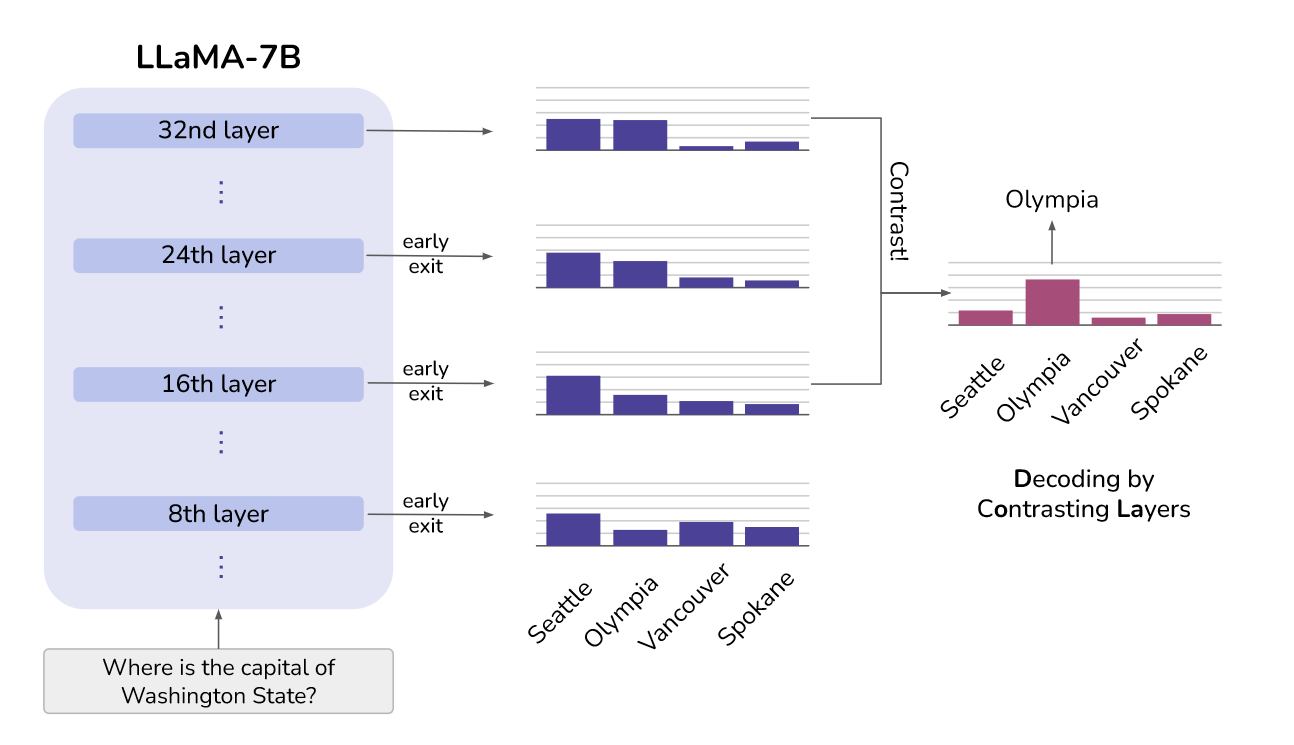 LLaMA-7B
32nd layer
24th layer
early
exit
16th layer
early
exit
8th layer
early
exit
Where is the capital of
Washington State?
Seattle
Olympia
Vancouver
Spokane
Contrast!
Olympia
Seattle
Olympia
Vancouver
Spokane
Decoding by
Contrasting Layers